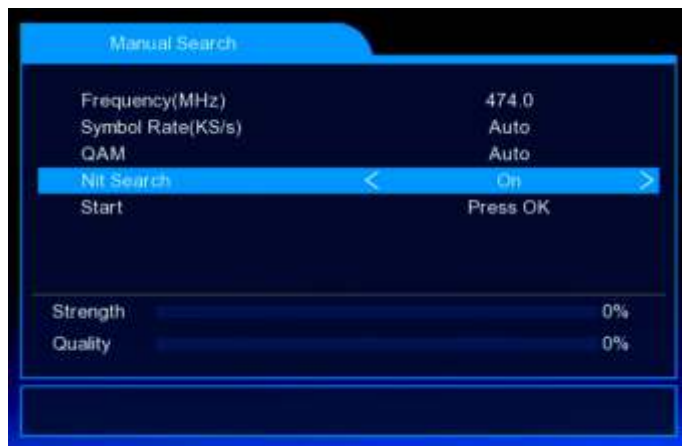 Manual Search
Frequency(MHz) 474.0
Symbol Rate(KS/s) Auto
QAM Auto
Nit Search < On >
Start Press OK
Strength 0%
Quality 0%